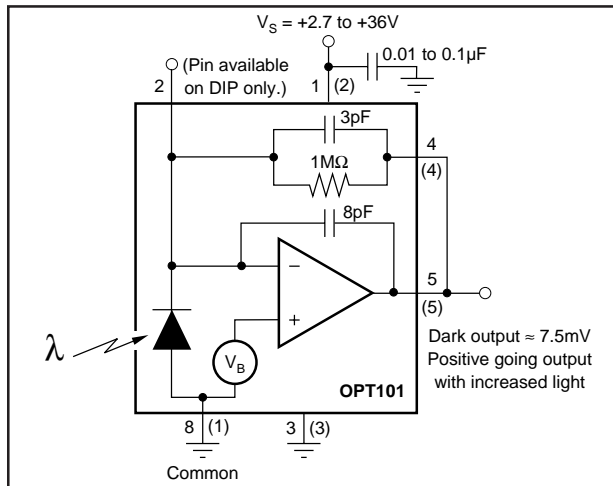 V_S = +2.7 to +36V
0.01 to 0.1µF
(Pin available
on DIP only.)
2
1
(2)
3pF
1MΩ
4
(4)
8pF
−
5
(5)
+
λ
V_B
Dark output ≈ 7.5mV
Positive going output
with increased light
OPT101
8
(1)
3
(3)
Common